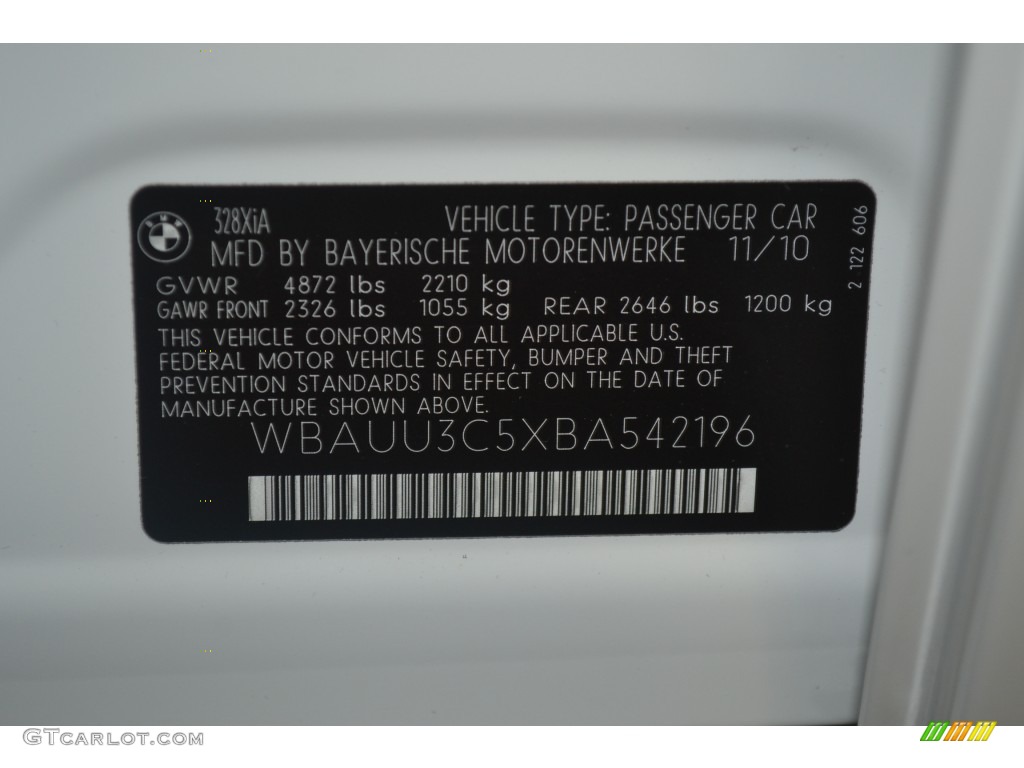 328XiA VEHICLE TYPE: PASSENGER CAR
MFD BY BAYERISCHE MOTORENWERKE 11/10
GVWR 4872 lbs 2210 kg
GAWR FRONT 2326 lbs 1055 kg REAR 2646 lbs 1200 kg
THIS VEHICLE CONFORMS TO ALL APPLICABLE U.S.
FEDERAL MOTOR VEHICLE SAFETY, BUMPER AND THEFT
PREVENTION STANDARDS IN EFFECT ON THE DATE OF
MANUFACTURE SHOWN ABOVE.
WBAUU3C5XBA542196
2 122 606
BMW
GTCARLOT.COM